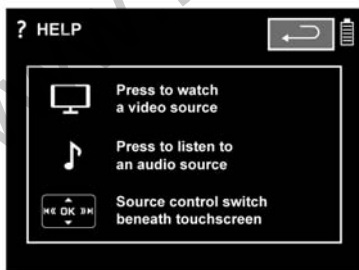 ? HELP
Press to watch
a video source
Press to listen to
an audio source
OK
Source control switch
beneath touchscreen